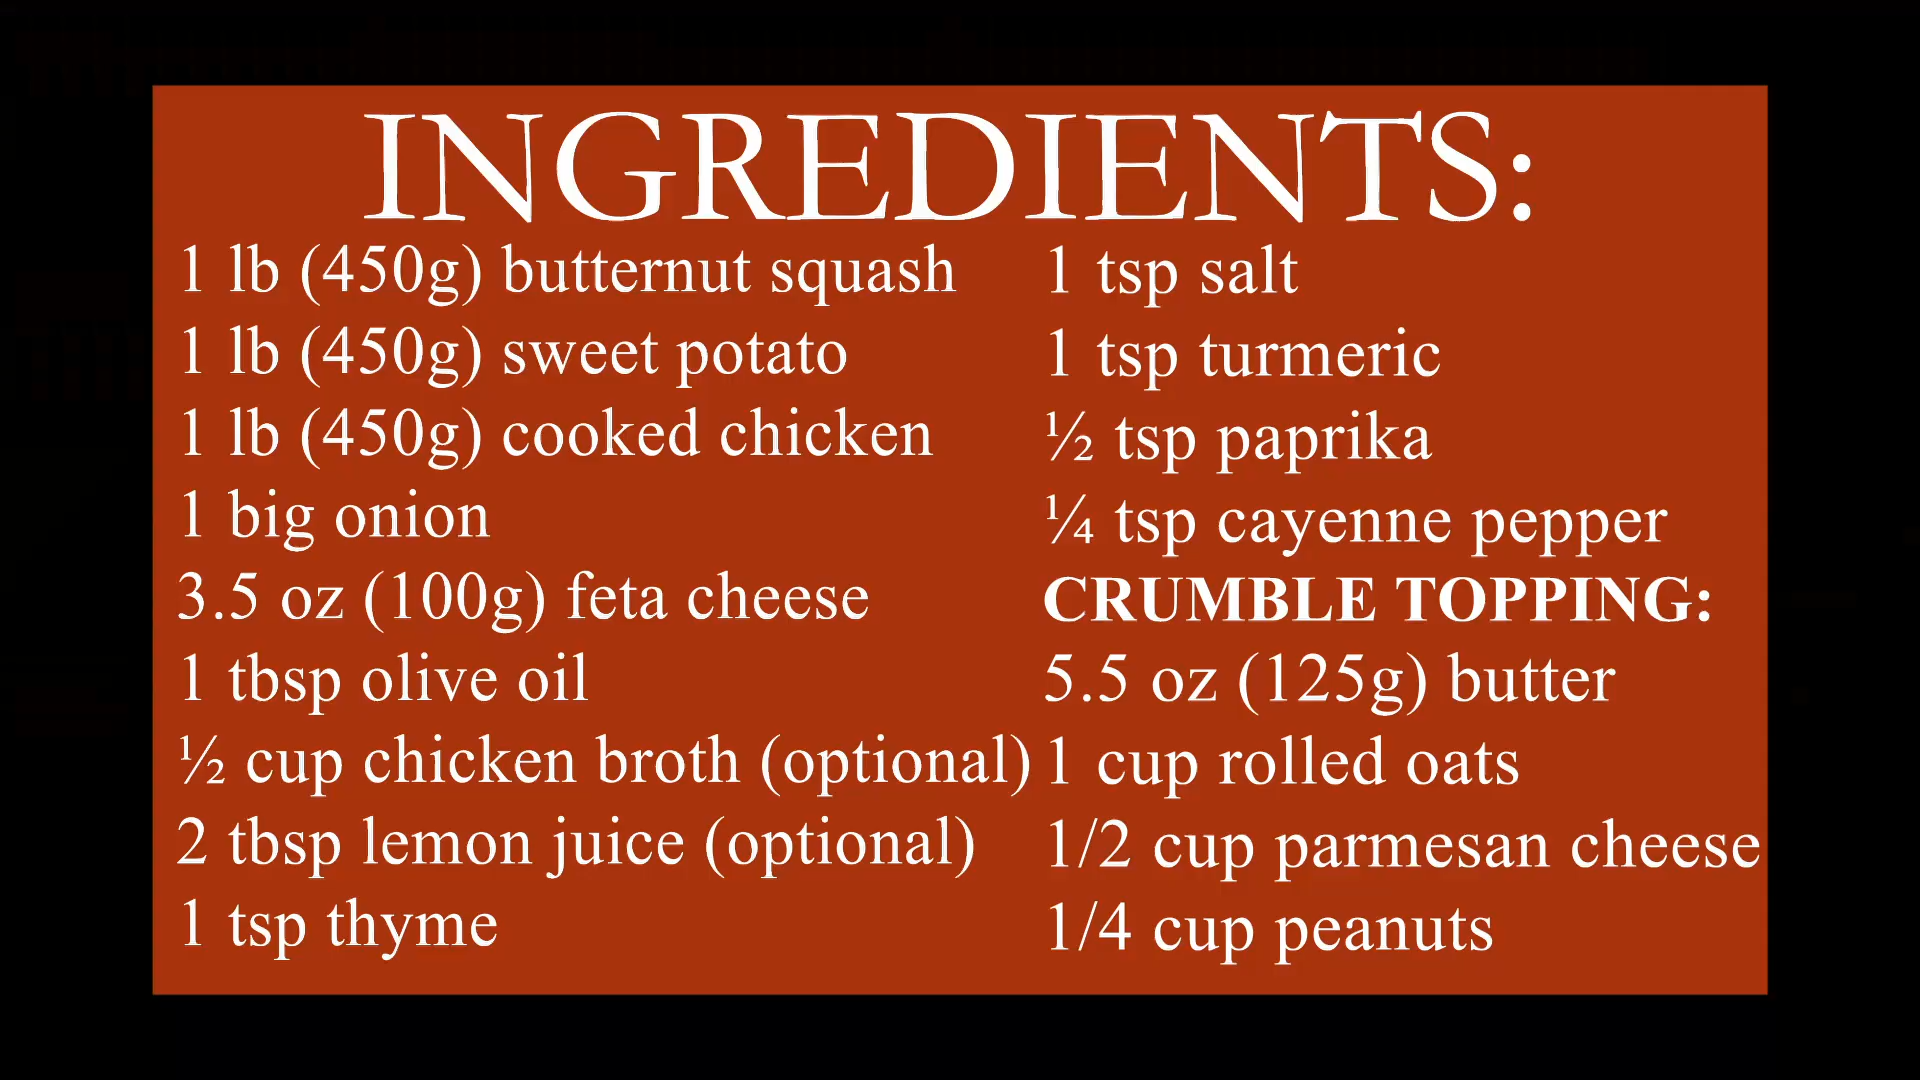 INGREDIENTS:
1 lb (450g) butternut squash
1 lb (450g) sweet potato
1 lb (450g) cooked chicken
1 big onion
3.5 oz (100g) feta cheese
1 tbsp olive oil
½ cup chicken broth (optional)
2 tbsp lemon juice (optional)
1 tsp thyme
1 tsp salt
1 tsp turmeric
½ tsp paprika
¼ tsp cayenne pepper
CRUMBLE TOPPING:
5.5 oz (125g) butter
1 cup rolled oats
1/2 cup parmesan cheese
1/4 cup peanuts